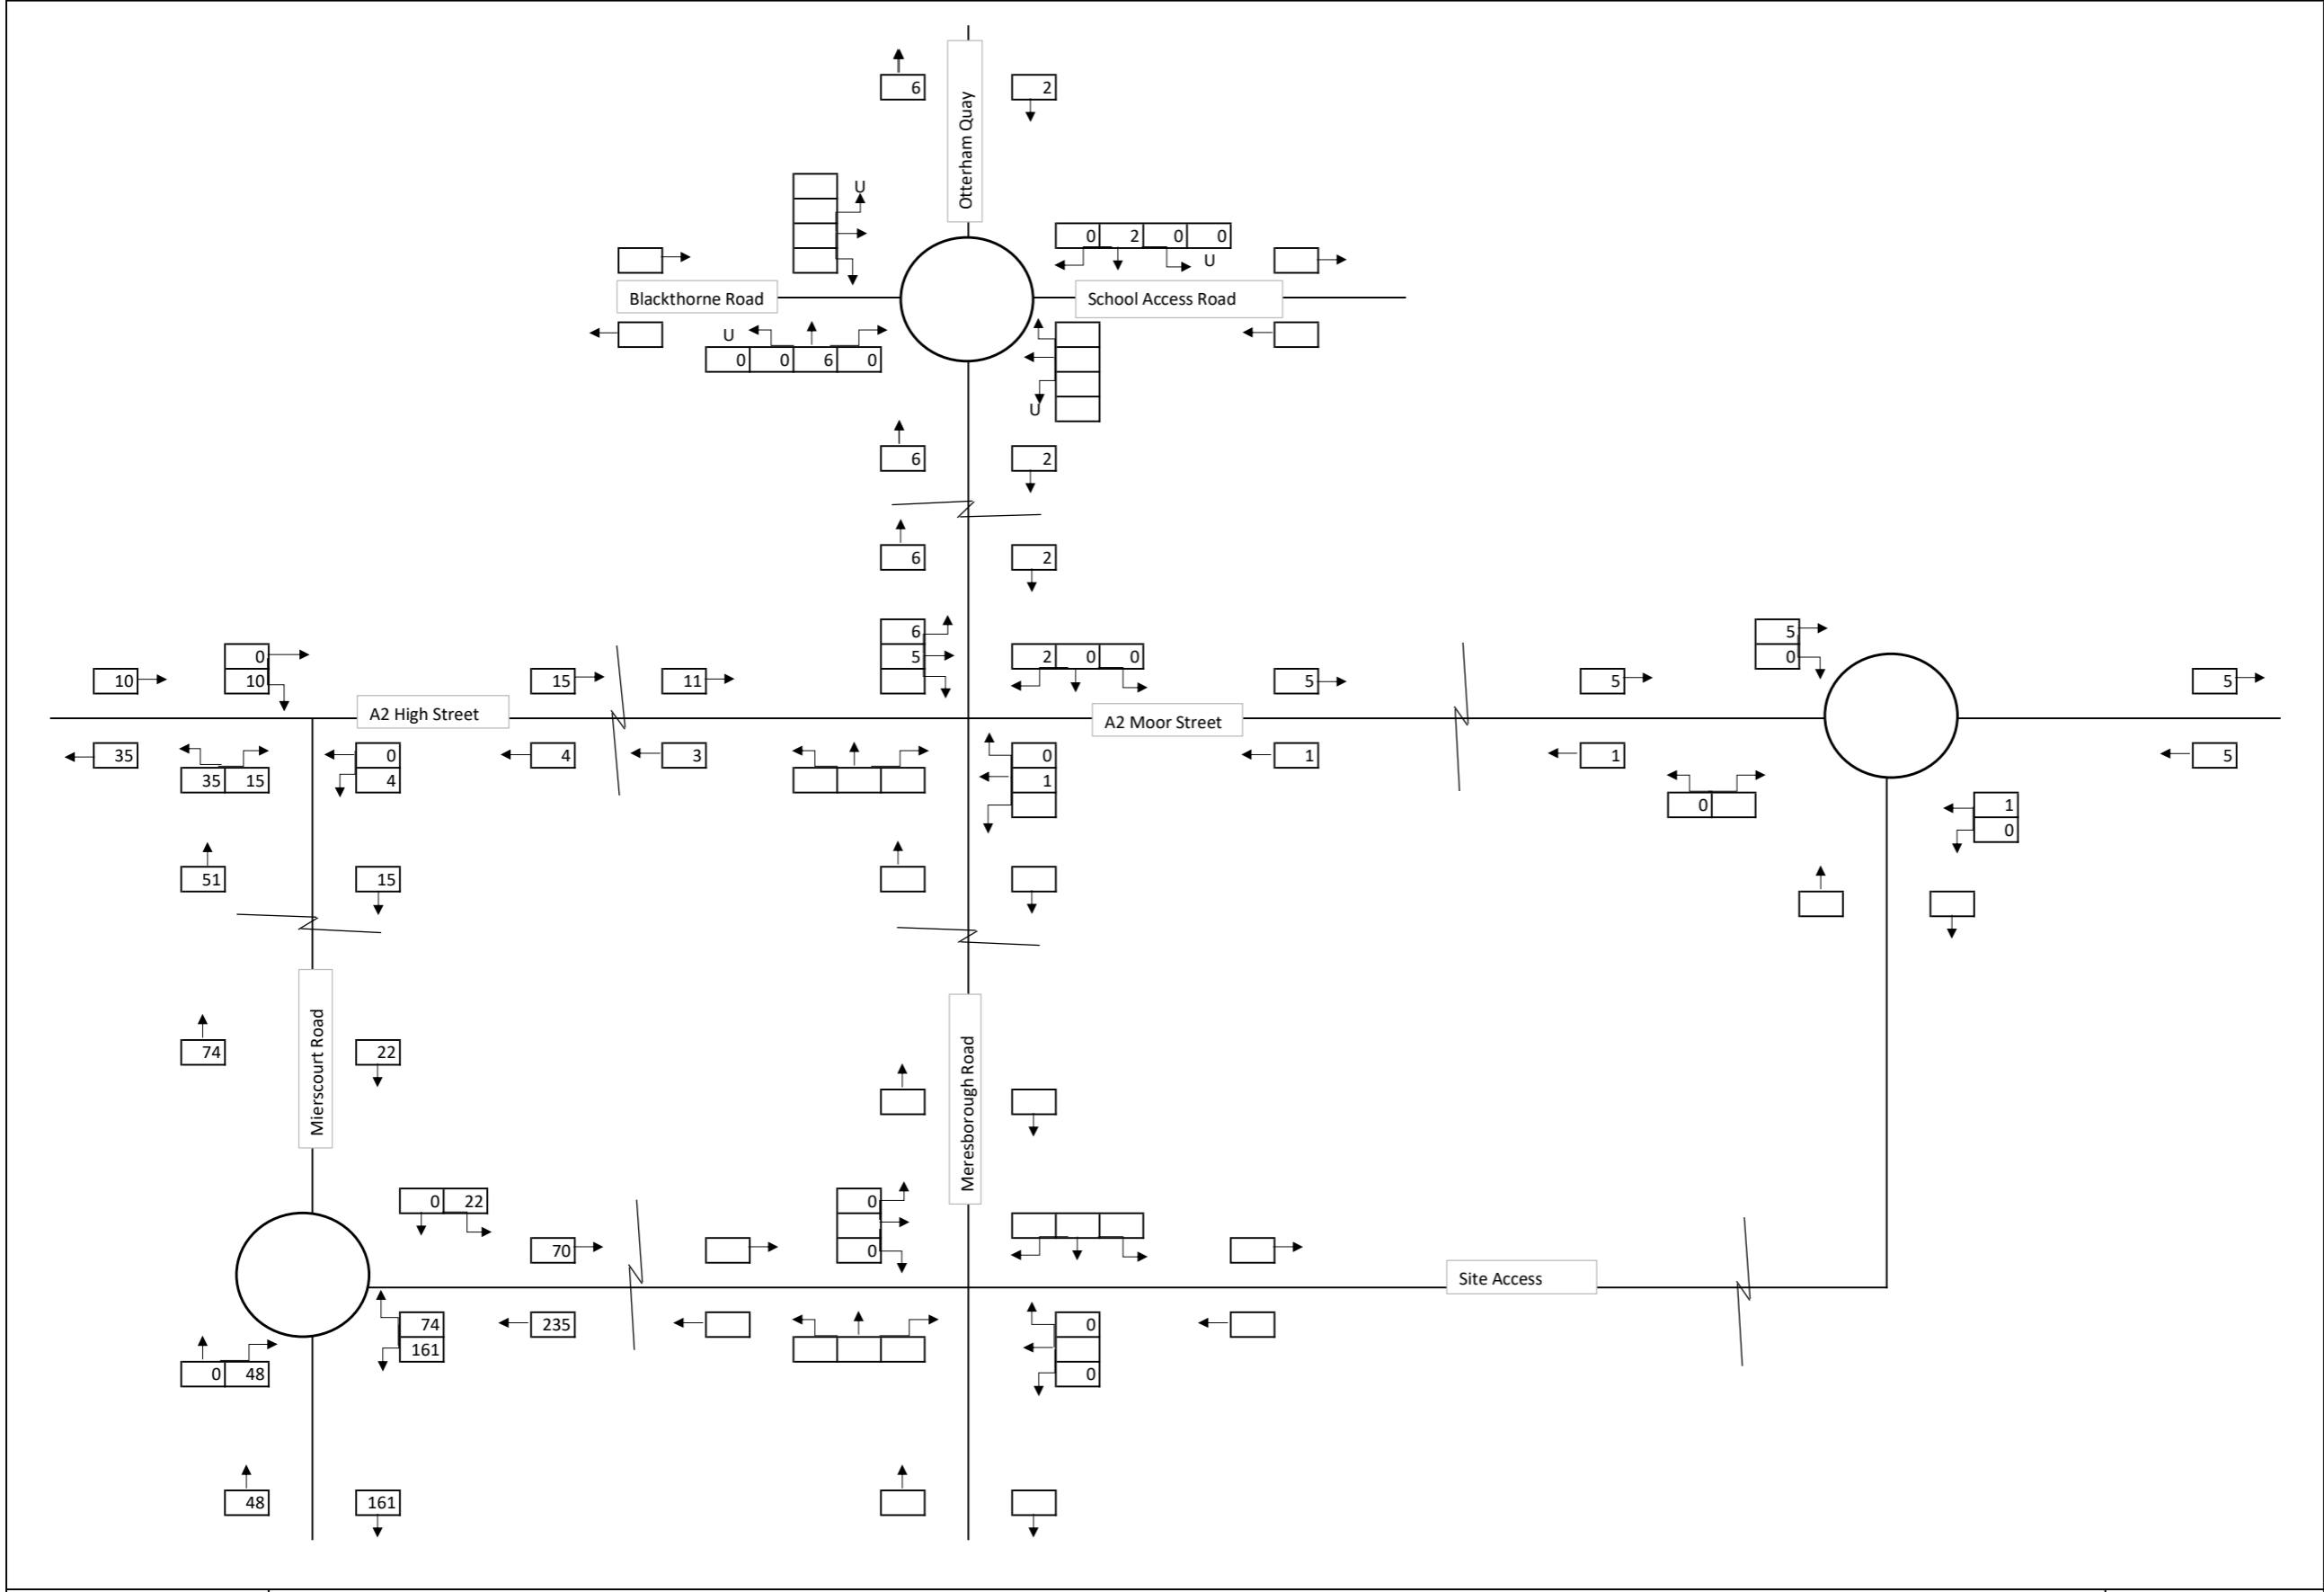 6 2
Otterham Quay
U
0 2 0 0
U
Blackthorne Road
School Access Road
U
0 0 6 0
U
6 2
6 2
6
5
2 0 0
5
0
10
0
10
15
11
5
5
5
A2 High Street
A2 Moor Street
35
35 15
0
4
4
3
0
1
1
1
0
1
0
5
51 15
Mierscourt Road
74 22
Meresborough Road
0 22
0
0
70
Site Access
74
161
235
0
0
0 48
48 161